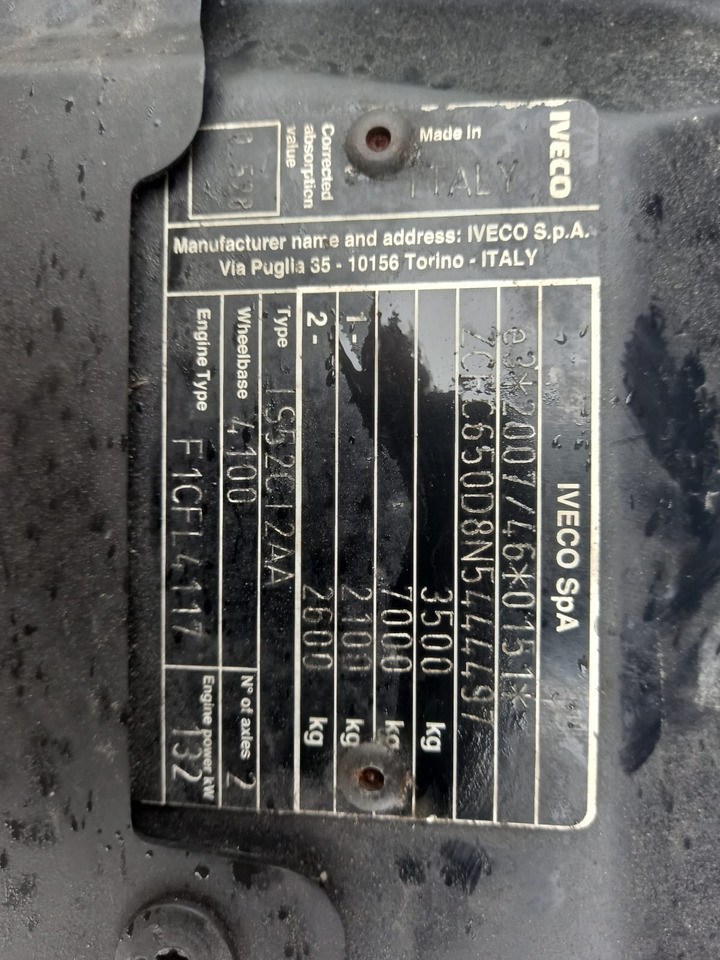 IVECO
Made in ITALY
Corrected
absorption
value
Manufacturer name and address: IVECO S.p.A.
Via Puglia 35 - 10156 Torino - ITALY
IVECO SpA
e3*2007/46*0151*
ZCFC650D8N5444497
3500 kg
7000 kg
1- 2100 kg
2- 2600 kg
Type IS52CI2AA
Wheelbase 4100 N° of axles 2
Engine Type F1CFL4117 Engine power kW 132